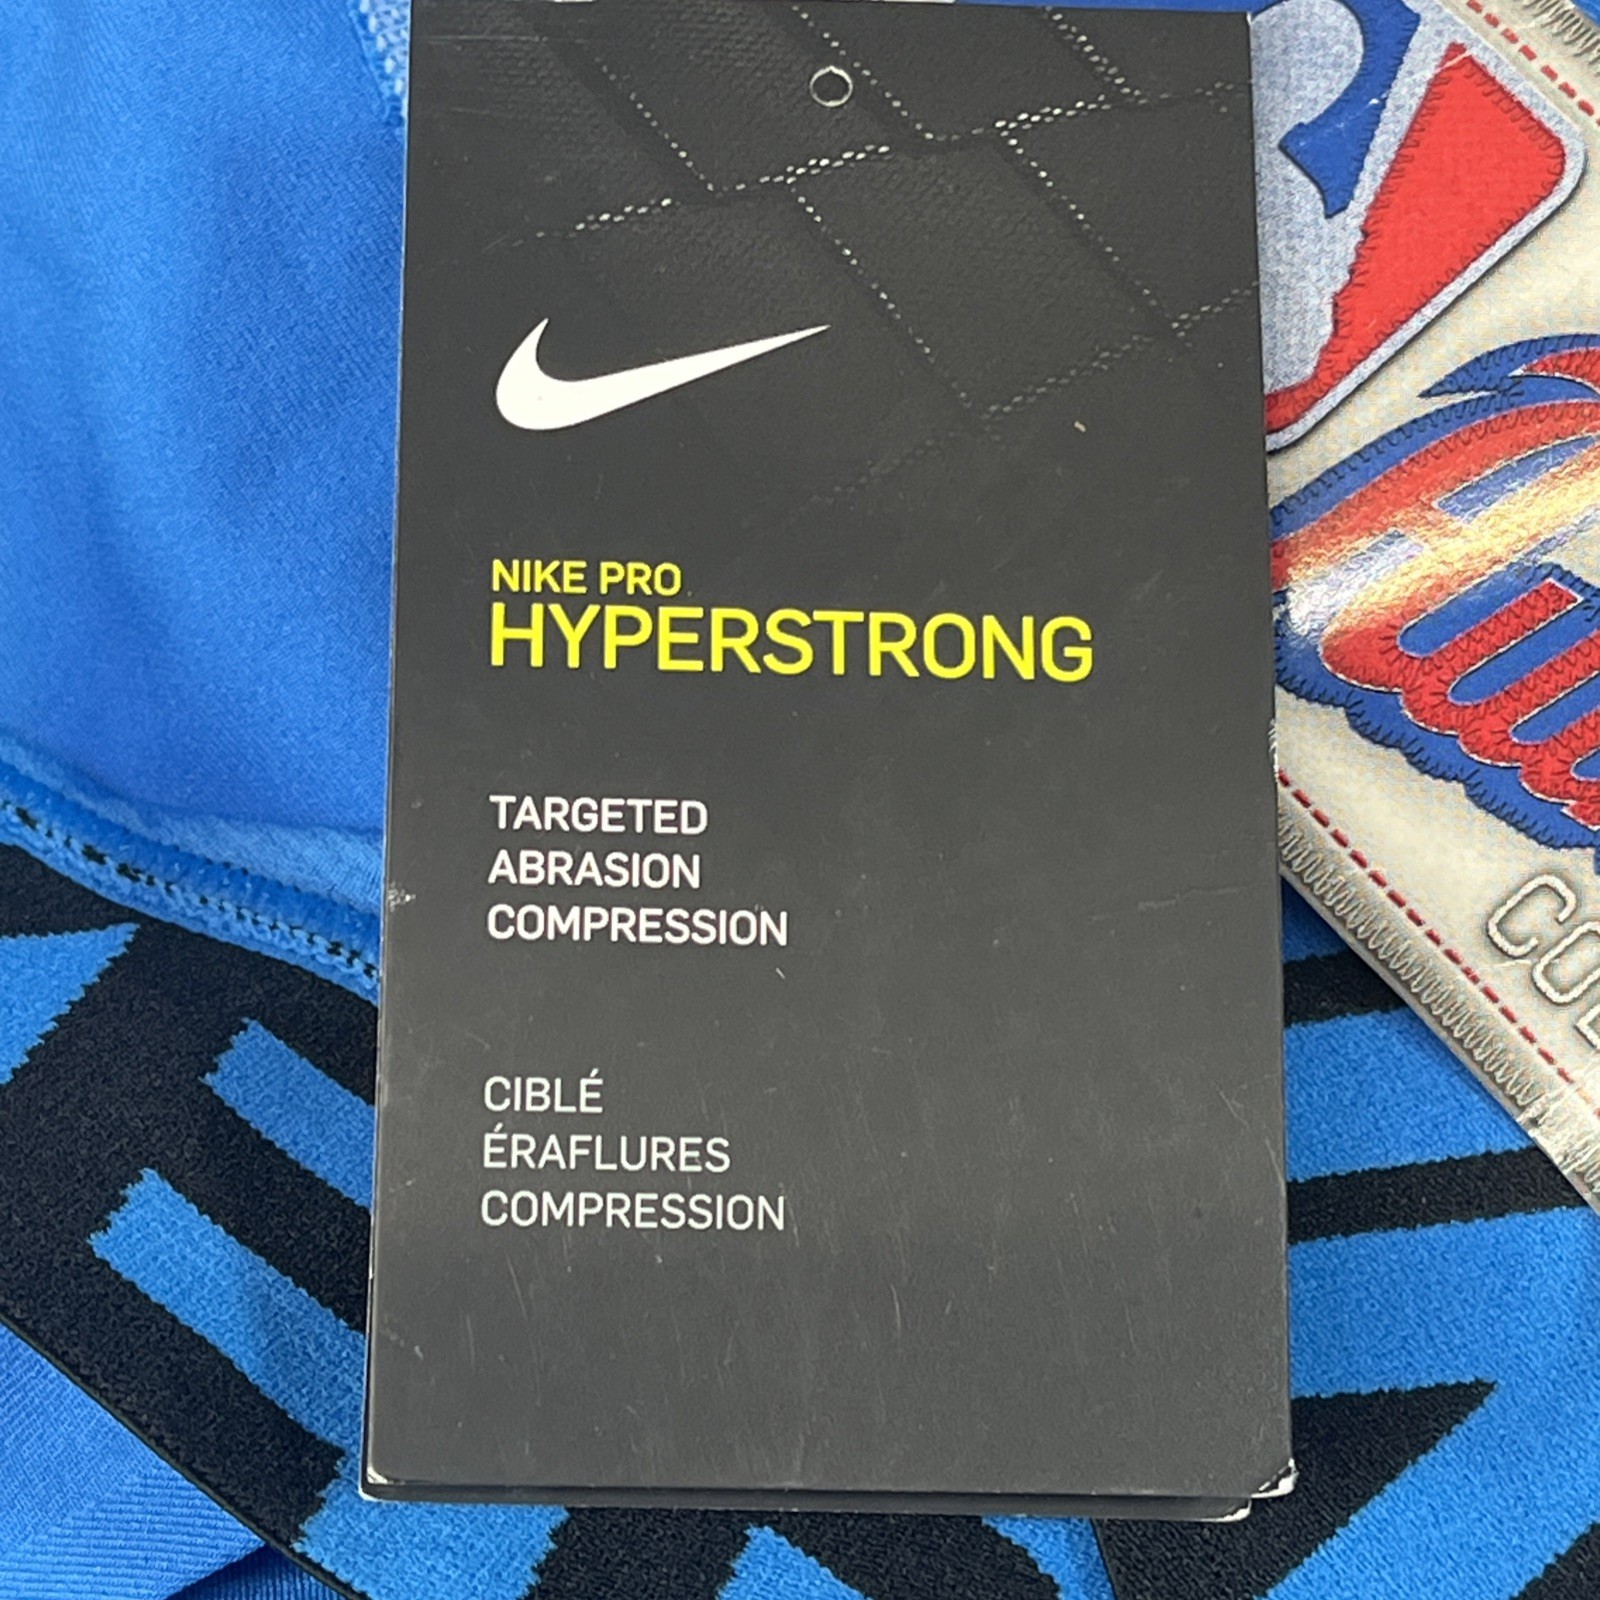 NIKE PRO
HYPERSTRONG
TARGETED
ABRASION
COMPRESSION
CIBLÉ
ÉRAFLURES
COMPRESSION